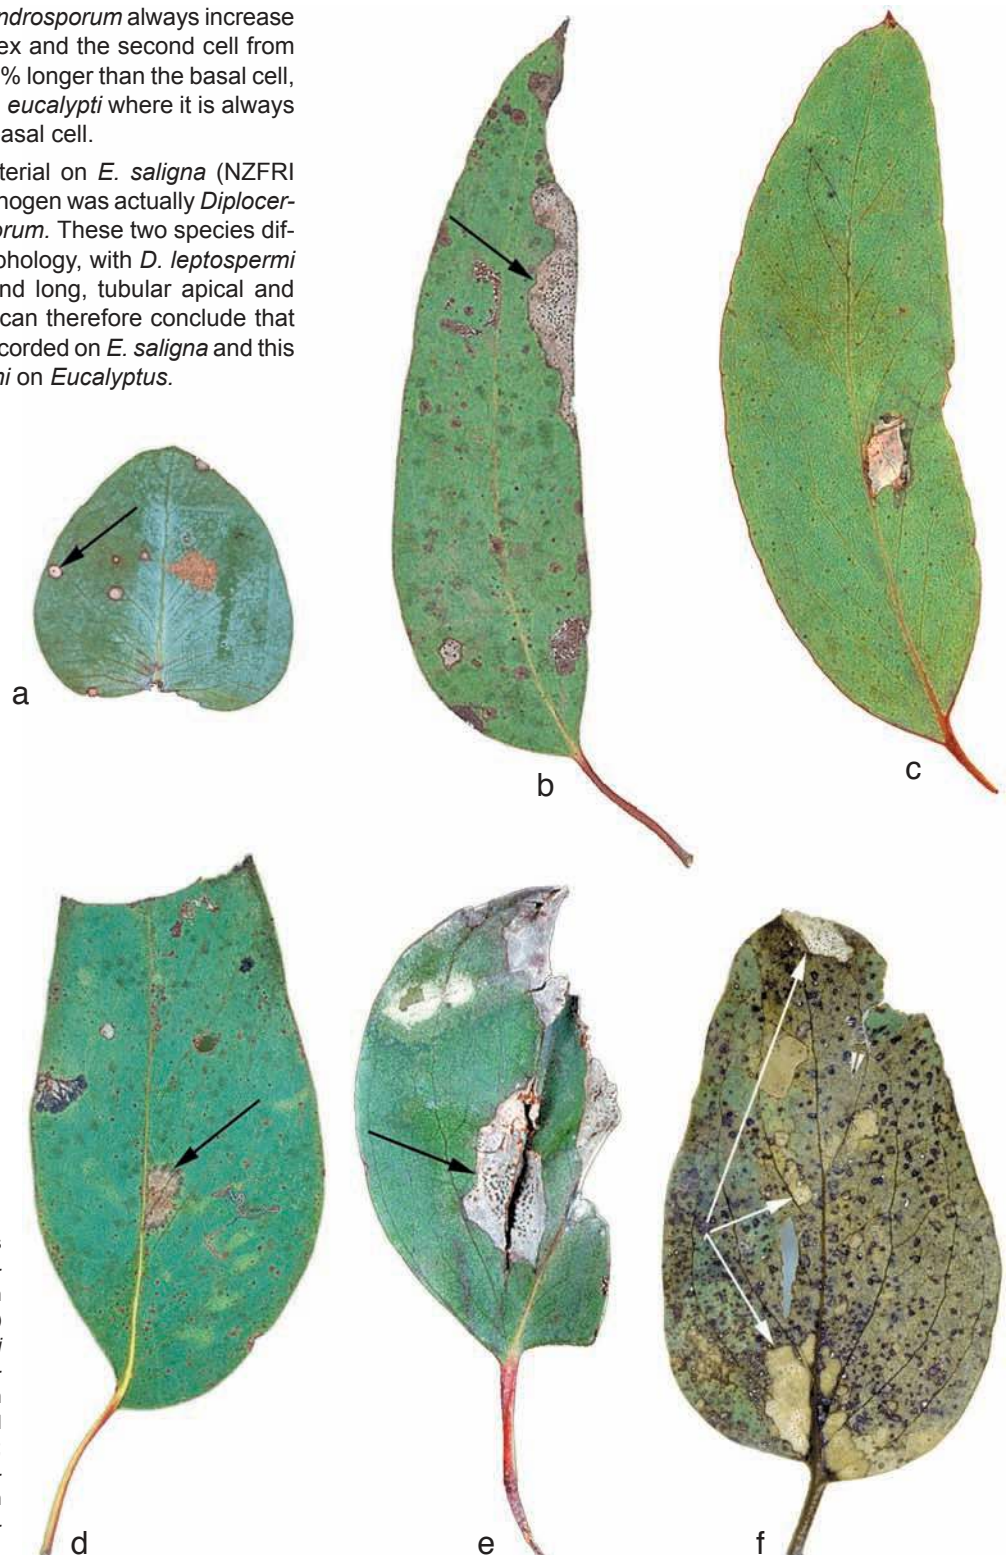 ndrosporum always increase
ex and the second cell from
% longer than the basal cell,
eucalypti where it is always
asal cell.
terial on E. saligna (NZFRI
hogen was actually Diplocer-
orum. These two species dif-
phology, with D. leptospermi
nd long, tubular apical and
can therefore conclude that
corded on E. saligna and this
ni on Eucalyptus.
a
b
c
d
e
f